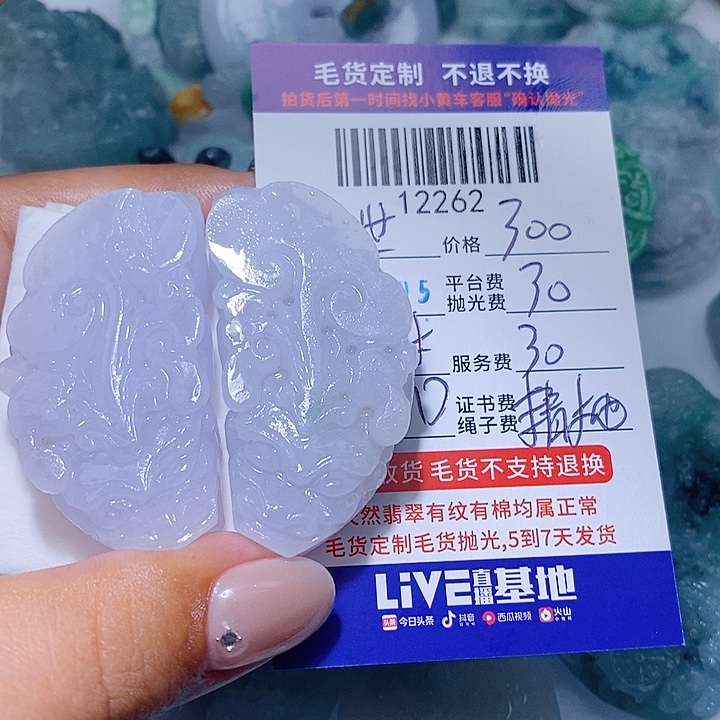 毛货定制 不退不换
拍货后第一时间找小黄车客服"确认抛光"
12262
价格 300
15 平台费
抛光费 30
服务费 30
证书费
绳子费
货 毛货不支持退换
然翡翠有纹有棉均属正常
毛货定制毛货抛光,5到7天发货
LiVE直播基地
头条 今日头条 抖音 西瓜视频 火山